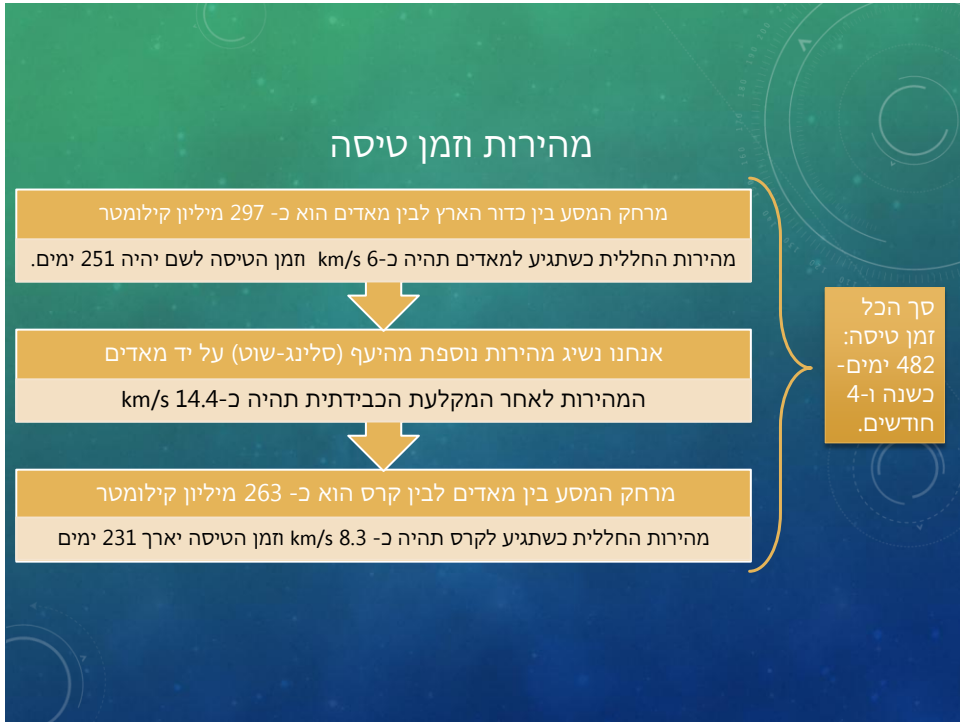 מהירות וזמן טיסה
מרחק המסע בין כדור הארץ לבין מאדים הוא כ- 297 מיליון קילומטר
מהירות החללית כשתגיע למאדים תהיה כ-6 km/s וזמן הטיסה לשם יהיה 251 ימים.
אנחנו נשיג מהירות נוספת מהיעף (סלינג-שוט) על יד מאדים
המהירות לאחר המקלעת הכבידתית תהיה כ-14.4 km/s
מרחק המסע בין מאדים לבין קרס הוא כ- 263 מיליון קילומטר
מהירות החללית כשתגיע לקרס תהיה כ- 8.3 km/s וזמן הטיסה יארך 231 ימים
סך הכל
זמן טיסה:
482 ימים-
כשנה ו-4
חודשים.